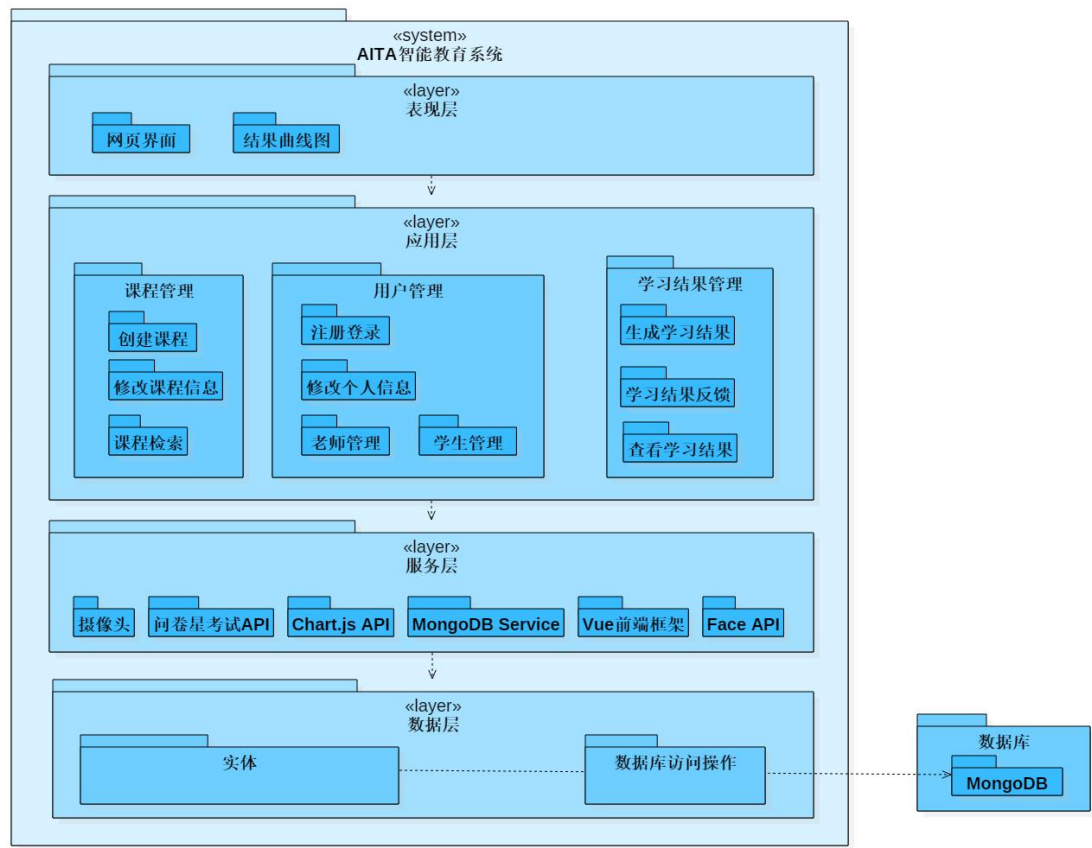 «system»
AITA智能教育系统
«layer»
表现层
网页界面
结果曲线图
«layer»
应用层
课程管理
创建课程
修改课程信息
课程检索
用户管理
注册登录
修改个人信息
老师管理
学生管理
学习结果管理
生成学习结果
学习结果反馈
查看学习结果
«layer»
服务层
摄像头
问卷星考试API
Chart.js API
MongoDB Service
Vue前端框架
Face API
«layer»
数据层
实体
数据库访问操作
数据库
MongoDB